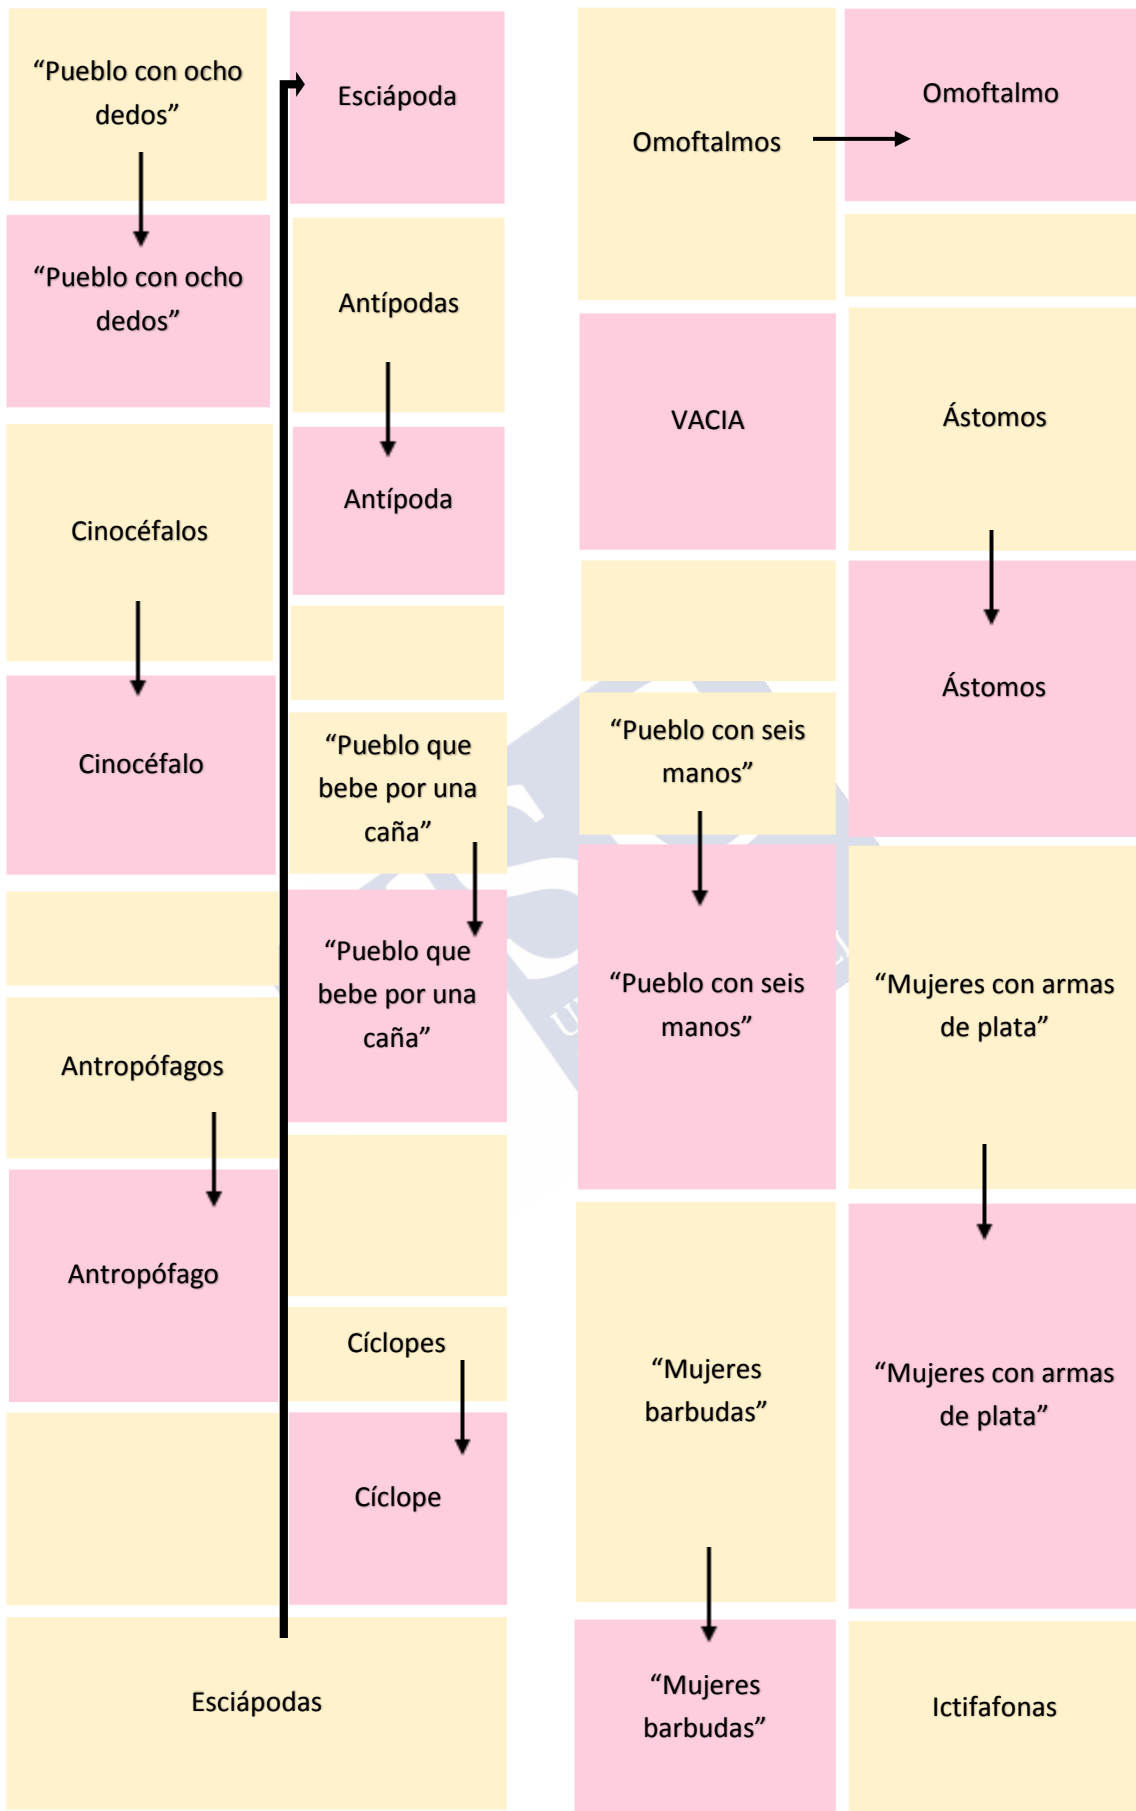 “Pueblo con ocho
dedos”
“Pueblo con ocho
dedos”
Cinocéfalos
Cinocéfalo
Antropófagos
Antropófago
Esciápodas
Esciápoda
Antípodas
Antípoda
“Pueblo que
bebe por una
caña”
“Pueblo que
bebe por una
caña”
Cíclopes
Cíclope
Omoftalmos
VACIA
“Pueblo con seis
manos”
“Pueblo con seis
manos”
“Mujeres
barbudas”
“Mujeres
barbudas”
Omoftalmo
Ástomos
Ástomos
“Mujeres con armas
de plata”
“Mujeres con armas
de plata”
Ictifafonas